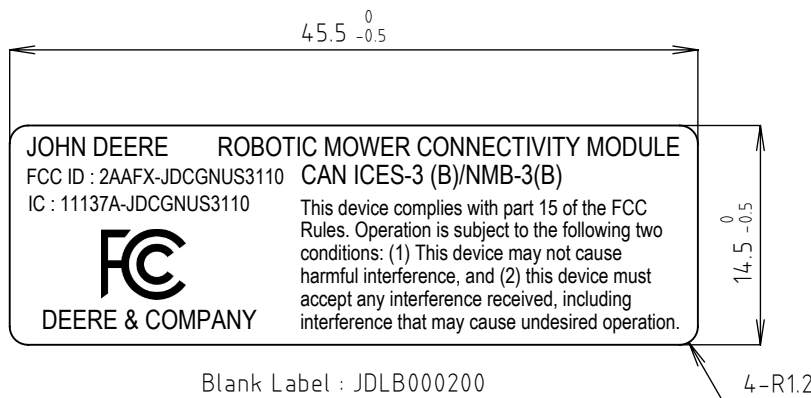 45.5 0 -0.5
JOHN DEERE ROBOTIC MOWER CONNECTIVITY MODULE
FCC ID : 2AAFX-JDCGNUS3110 CAN ICES-3 (B)/NMB-3(B)
IC : 11137A-JDCGNUS3110
This device complies with part 15 of the FCC
Rules. Operation is subject to the following two
conditions: (1) This device may not cause
harmful interference, and (2) this device must
accept any interference received, including
interference that may cause undesired operation.
FC
DEERE & COMPANY
14.5 0 -0.5
Blank Label : JDLB000200
4-R1.2